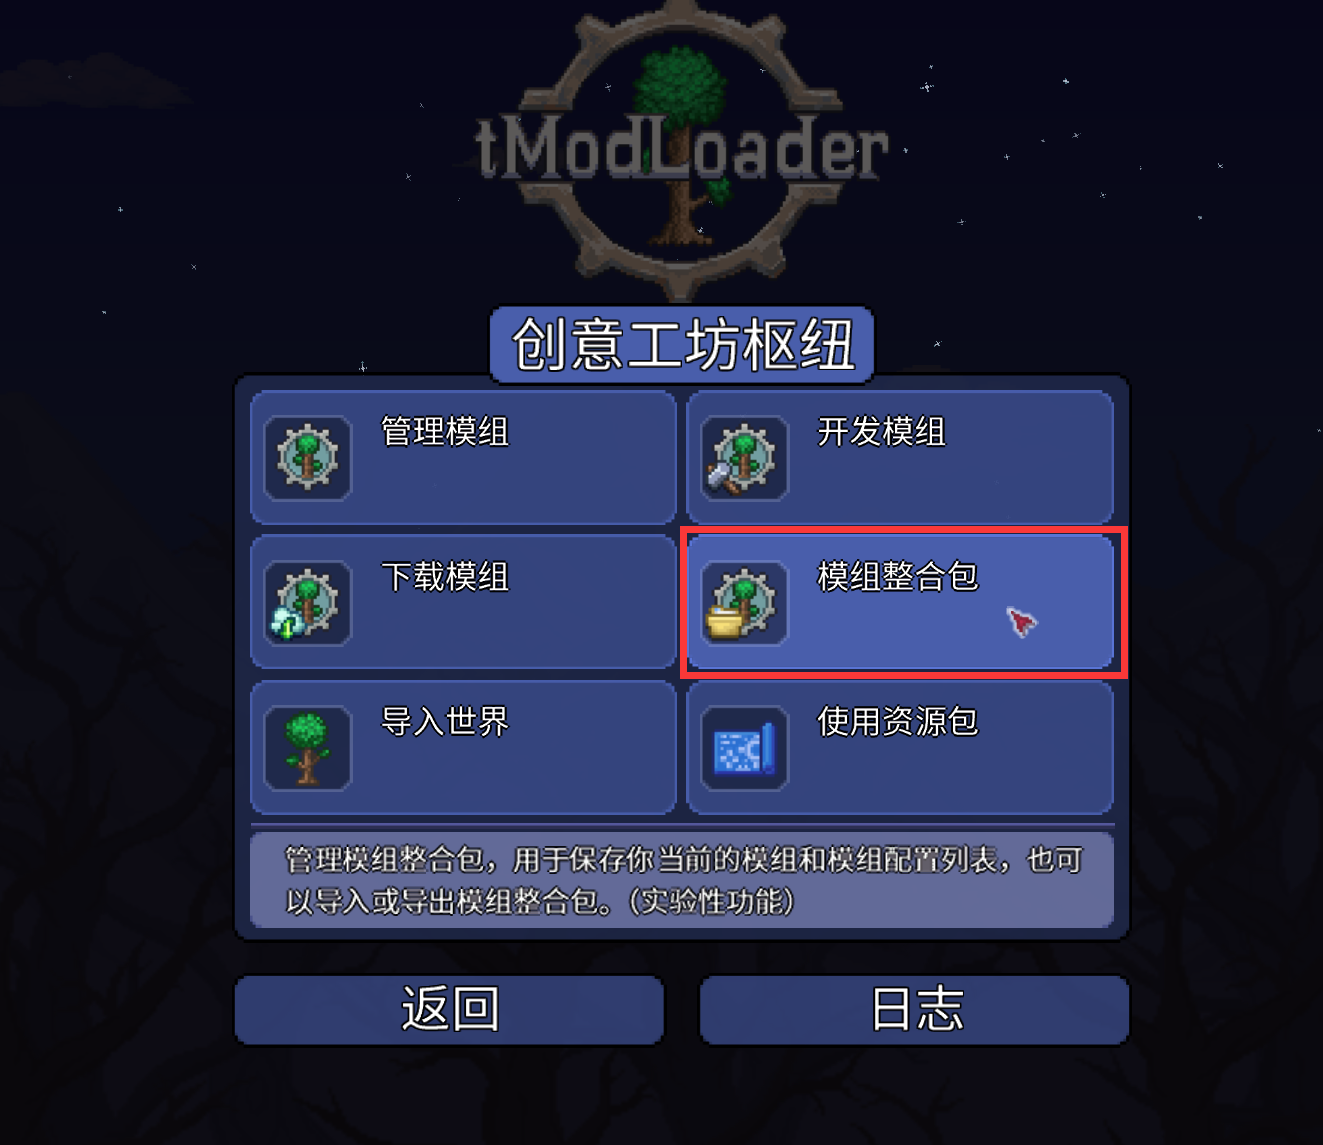 tModLoader
创意工坊枢纽
管理模组
开发模组
下载模组
模组整合包
导入世界
使用资源包
管理模组整合包，用于保存你当前的模组和模组配置列表，也可
以导入或导出模组整合包。（实验性功能）
返回
日志